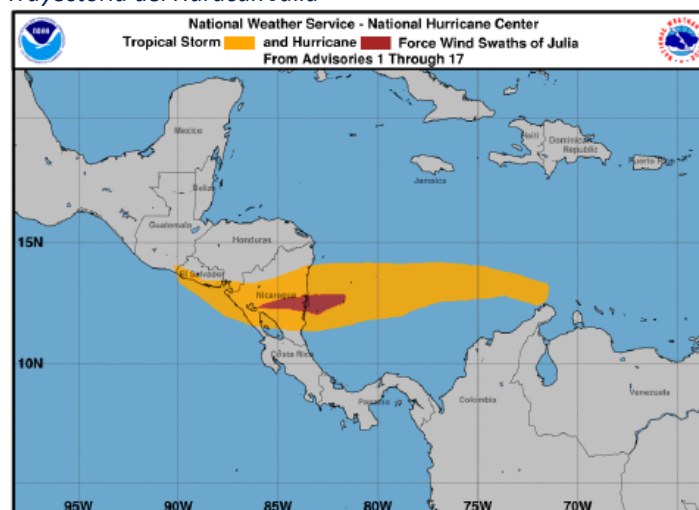 Trayectoria del Huracán Julia
National Weather Service - National Hurricane Center
Tropical Storm and Hurricane Force Wind Swaths of Julia
From Advisories 1 Through 17
NOAA
Mexico
Haiti
Dominican
Republic
Puerto Rico
Jamaica
Belize
Guatemala
Honduras
15N
El Salvador
Nicaragua
Costa Rica
10N
Panama
Colombia
Venezuela
95W 90W 85W 80W 75W 70W